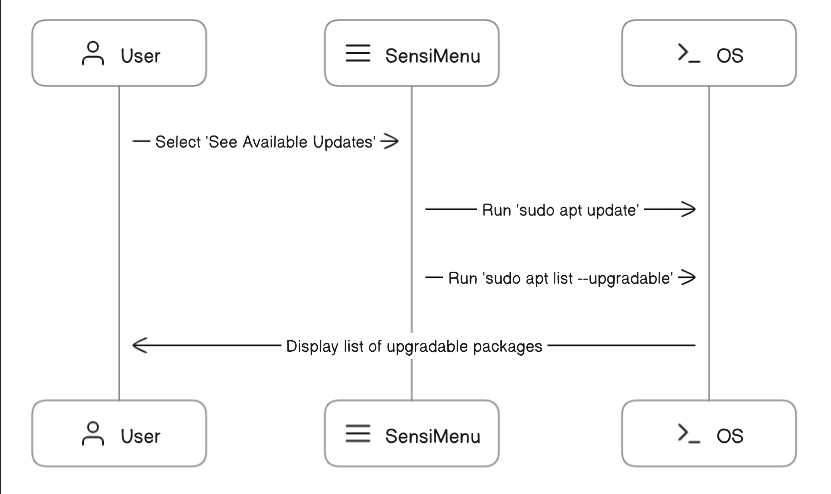 User
SensiMenu
OS
Select 'See Available Updates'
Run 'sudo apt update'
Run 'sudo apt list --upgradable'
Display list of upgradable packages
User
SensiMenu
OS